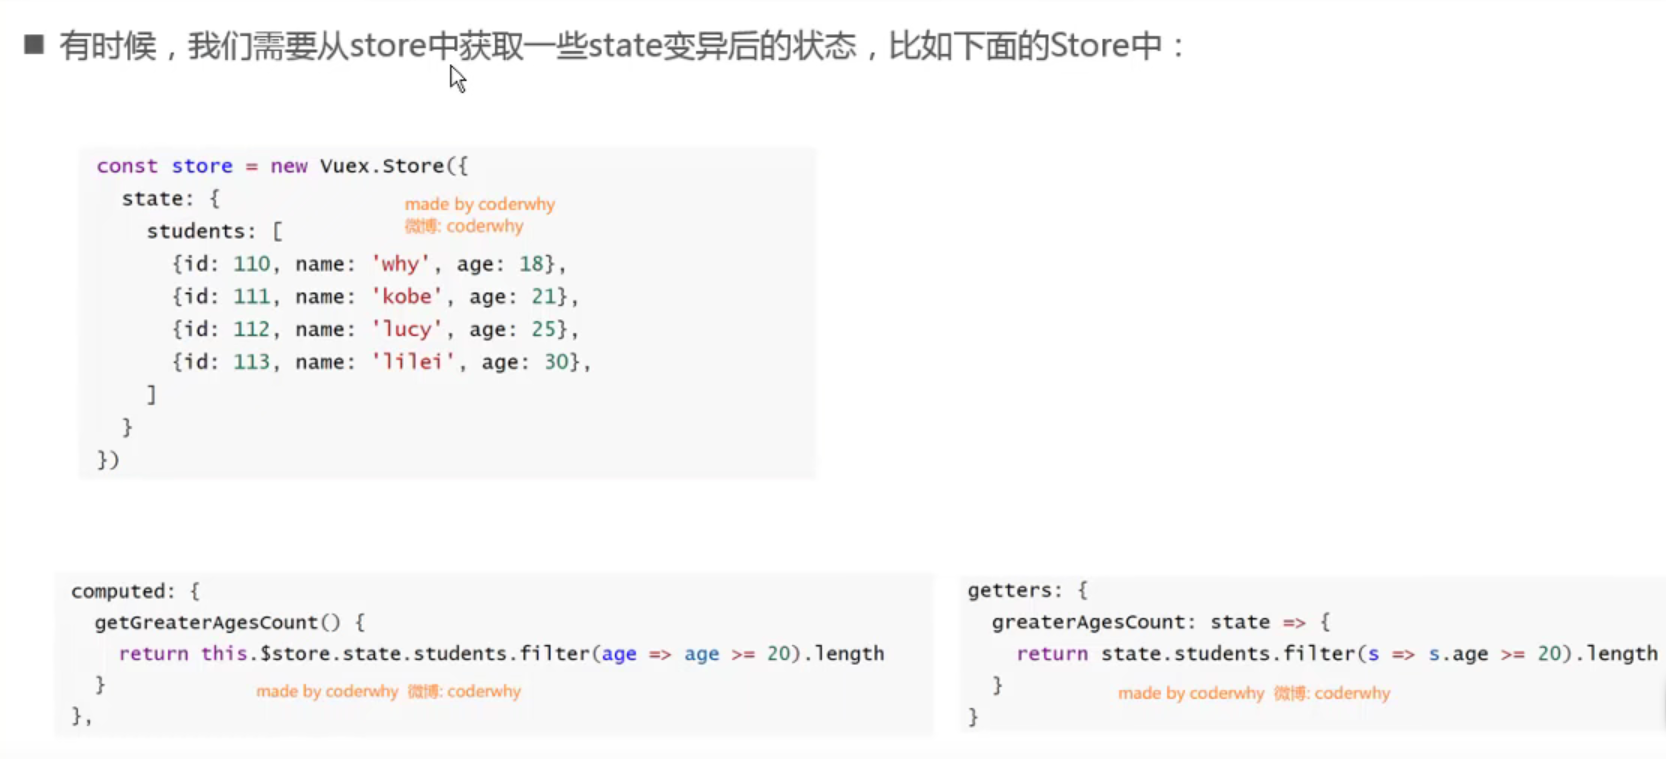 ■ 有时候，我们需要从store中获取一些state变异后的状态，比如下面的Store中：
const store = new Vuex.Store({
  state: {
made by coderwhy
微博: coderwhy
    students: [
      {id: 110, name: 'why', age: 18},
      {id: 111, name: 'kobe', age: 21},
      {id: 112, name: 'lucy', age: 25},
      {id: 113, name: 'lilei', age: 30},
    ]
  }
})
computed: {
  getGreaterAgesCount() {
    return this.$store.state.students.filter(age => age >= 20).length
  }
made by coderwhy 微博: coderwhy
},
getters: {
  greaterAgesCount: state => {
    return state.students.filter(s => s.age >= 20).length
  }
made by coderwhy 微博: coderwhy
}